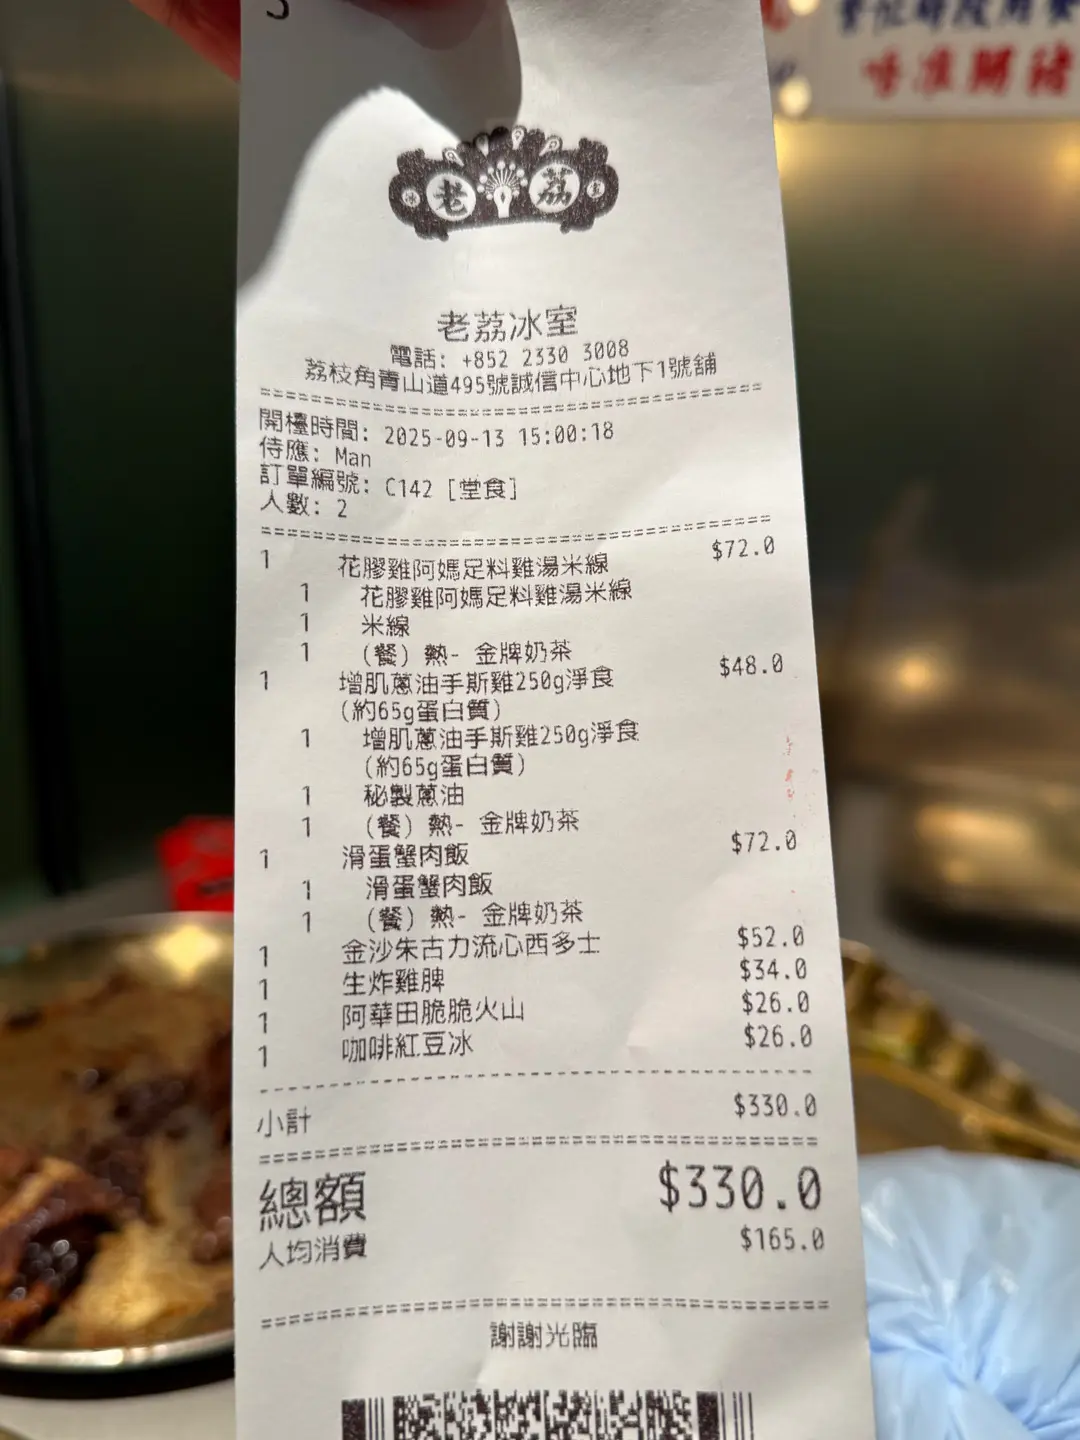 老 荔
老荔冰室
電話: +852 2330 3008
荔枝角青山道495號誠信中心地下1號舖
開檯時間: 2025-09-13 15:00:18
侍應: Man
訂單編號: C142 [堂食]
人數: 2
1 花膠雞阿媽足料雞湯米線 $72.0
1 花膠雞阿媽足料雞湯米線
1 米線
1 (餐) 熱- 金牌奶茶
1 增肌蔥油手斯雞250g淨食 $48.0
(約65g蛋白質)
1 增肌蔥油手斯雞250g淨食
(約65g蛋白質)
1 秘製蔥油
1 (餐) 熱- 金牌奶茶
1 滑蛋蟹肉飯 $72.0
1 滑蛋蟹肉飯
1 (餐) 熱- 金牌奶茶
1 金沙朱古力流心西多士 $52.0
1 生炸雞脾 $34.0
1 阿華田脆脆火山 $26.0
1 咖啡紅豆冰 $26.0
小計 $330.0
總額 $330.0
人均消費 $165.0
謝謝光臨